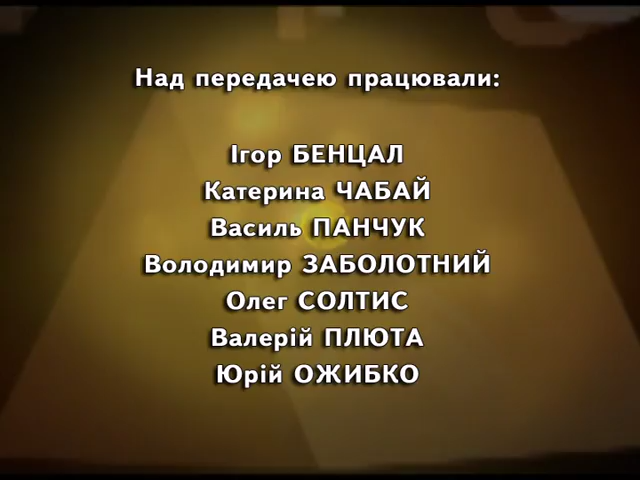 Над передачею працювали:
Ігор БЕНЦАЛ
Катерина ЧАБАЙ
Василь ПАНЧУК
Володимир ЗАБОЛОТНИЙ
Олег СОЛТИС
Валерій ПЛЮТА
Юрій ОЖИБКО